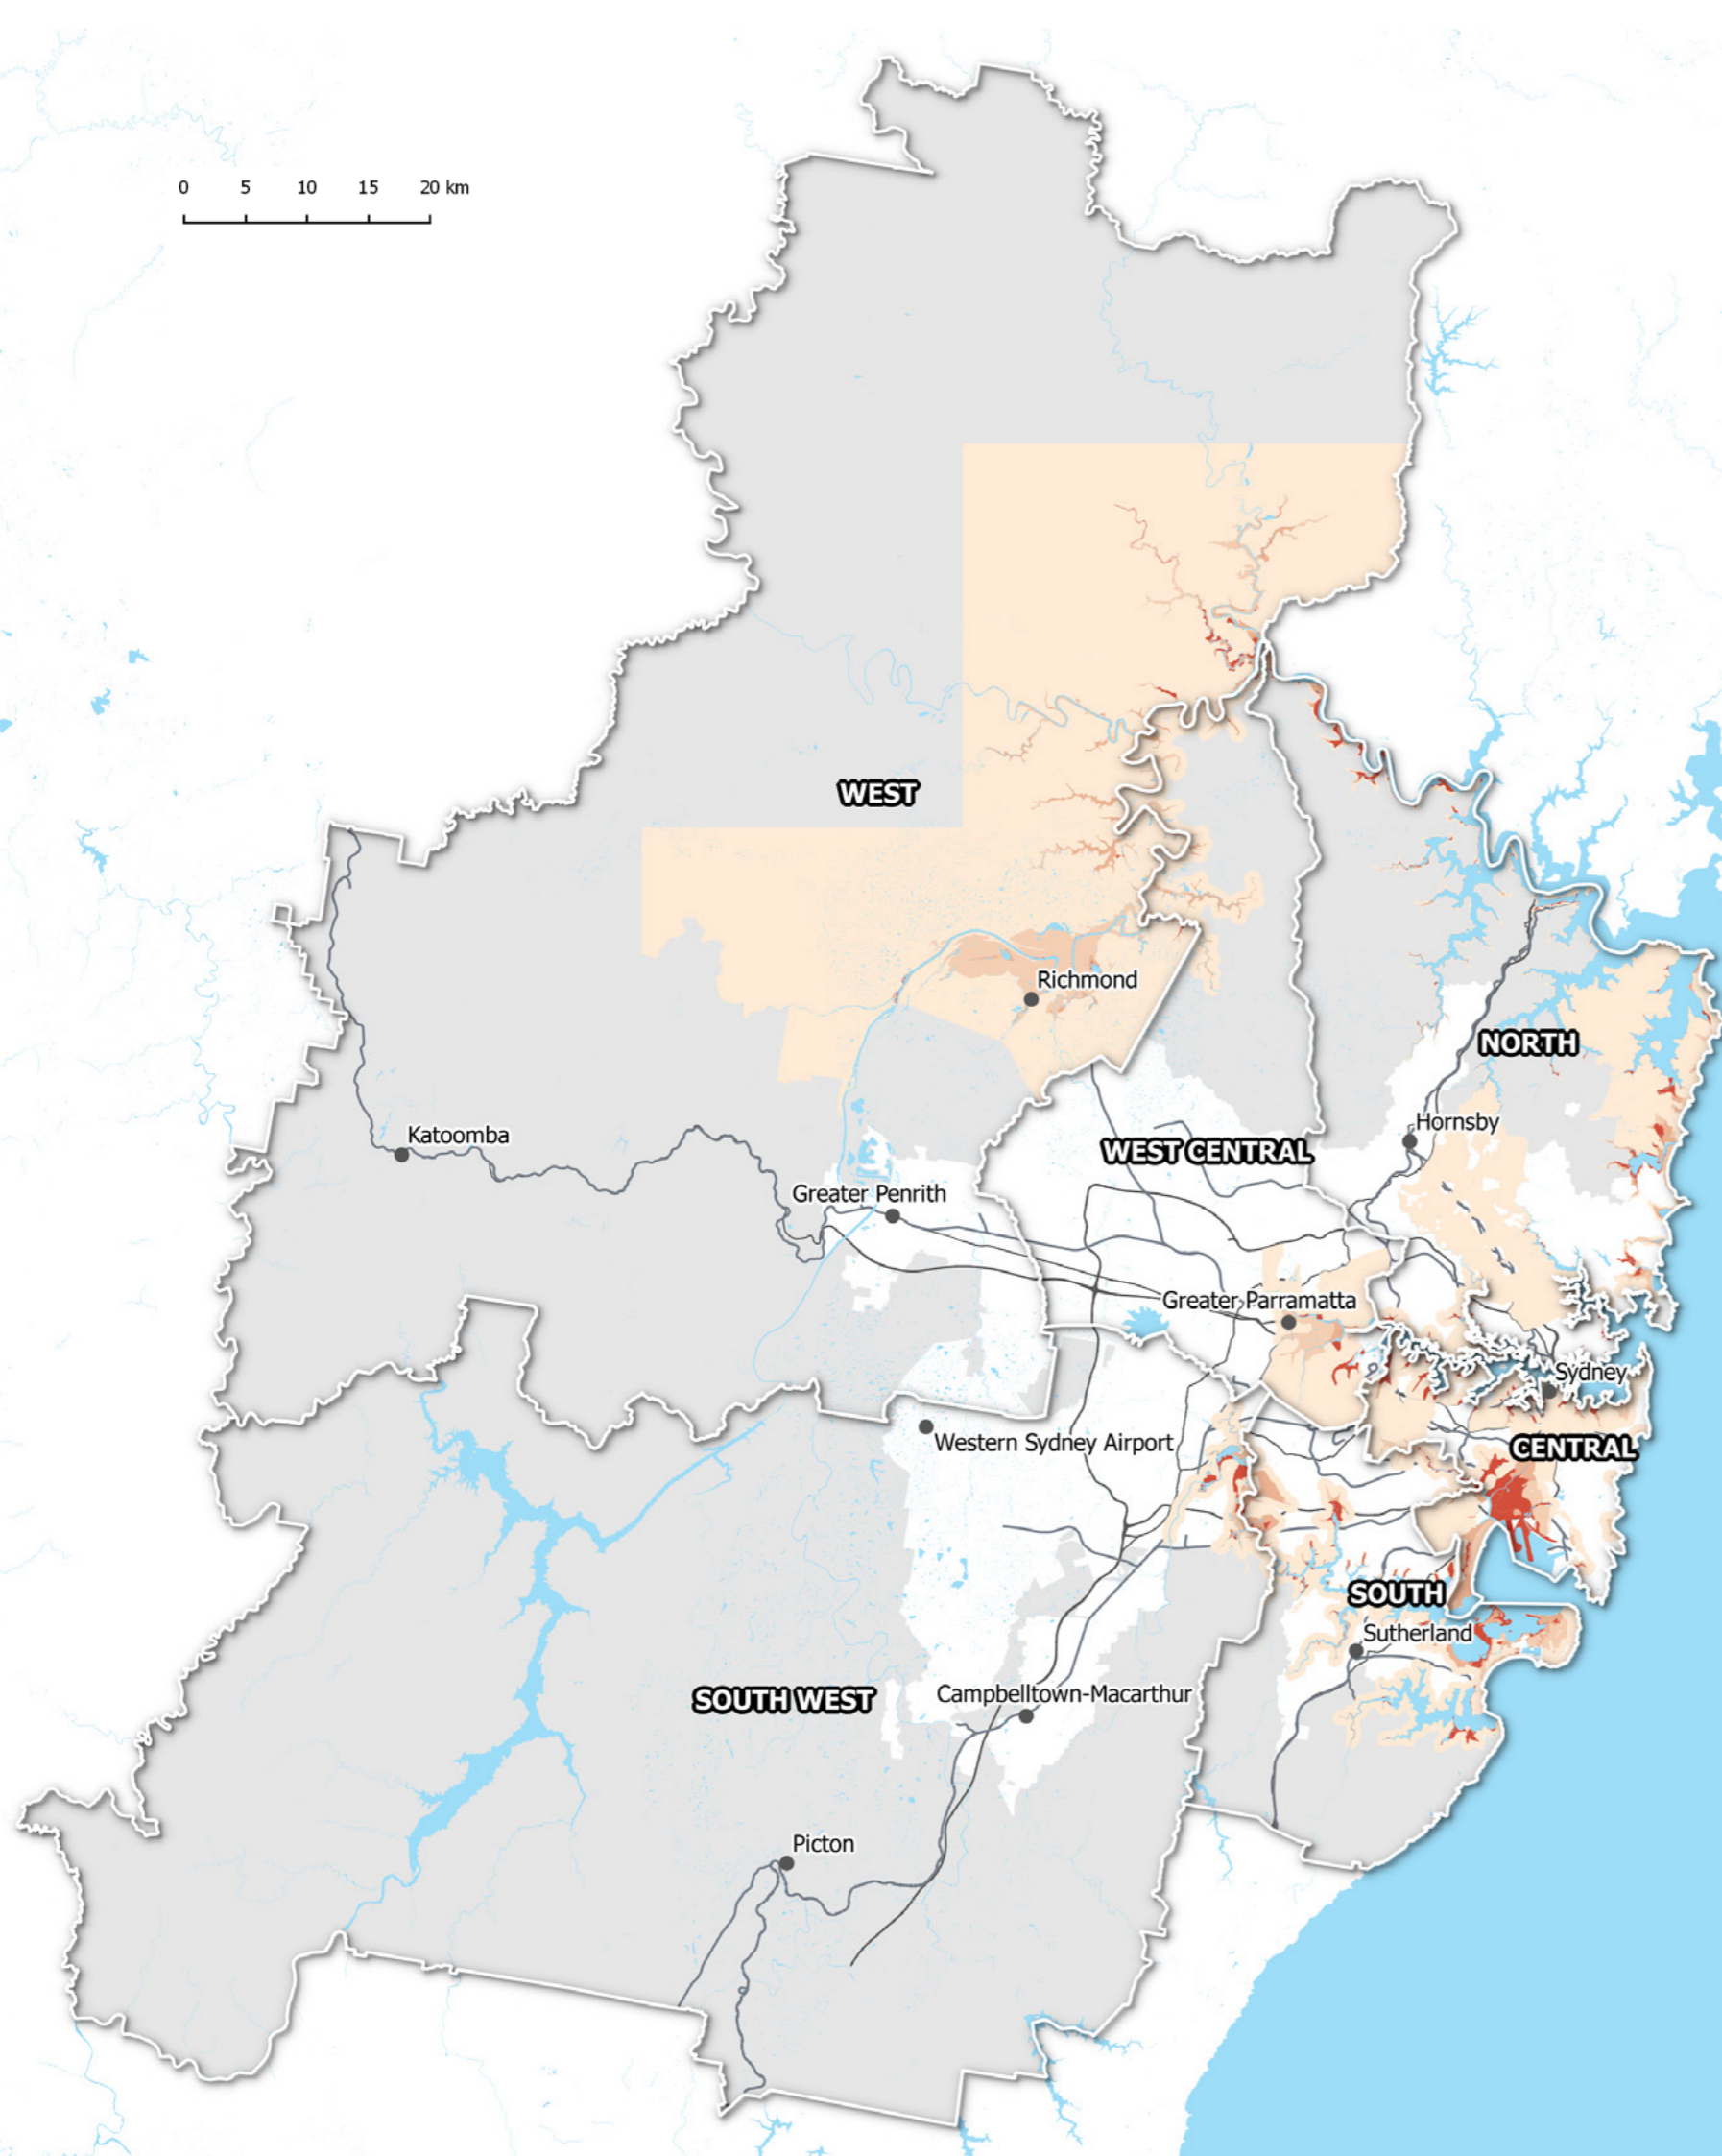 0 5 10 15 20 km
WEST
Richmond
NORTH
Hornsby
Katoomba
WEST CENTRAL
Greater Penrith
Greater Parramatta
Sydney
Western Sydney Airport
CENTRAL
SOUTH
Sutherland
SOUTH WEST
Campbelltown-Macarthur
Picton